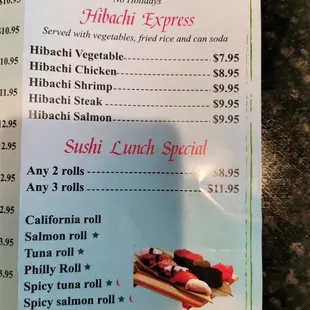 No Holidays
$10.95
Hibachi Express
Served with vegetables, fried rice and can soda
Hibachi Vegetable $7.95
Hibachi Chicken $8.95
Hibachi Shrimp $9.95
Hibachi Steak $9.95
Hibachi Salmon $9.95
Sushi Lunch Special
Any 2 rolls $8.95
Any 3 rolls $11.95
California roll
Salmon roll ★
Tuna roll ★
Philly Roll ★
Spicy tuna roll ★
Spicy salmon roll ★